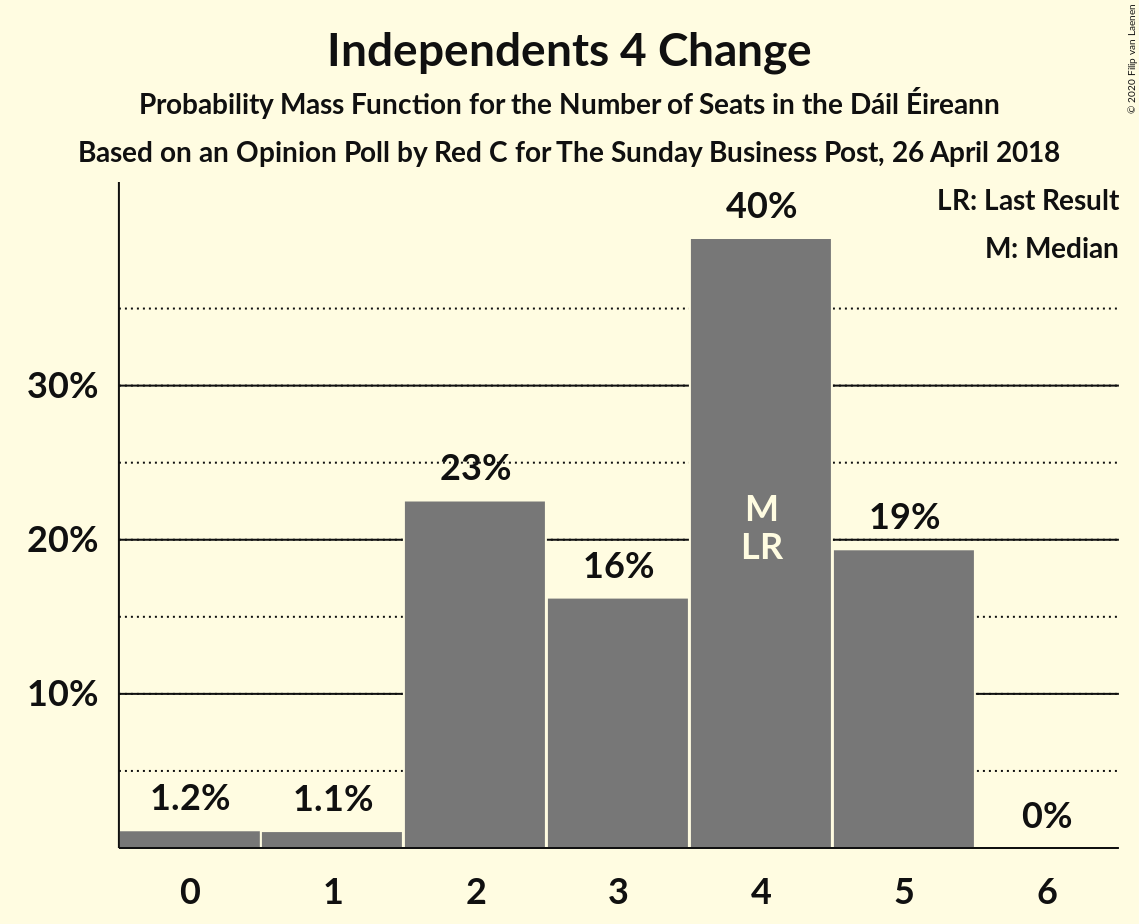 Independents 4 Change
Probability Mass Function for the Number of Seats in the Dáil Éireann
Based on an Opinion Poll by Red C for The Sunday Business Post, 26 April 2018
© 2020 Filip van Laenen
LR: Last Result
M: Median
40%
30%
23%
M
LR
19%
20%
16%
10%
1.2%
1.1%
0%
0 1 2 3 4 5 6